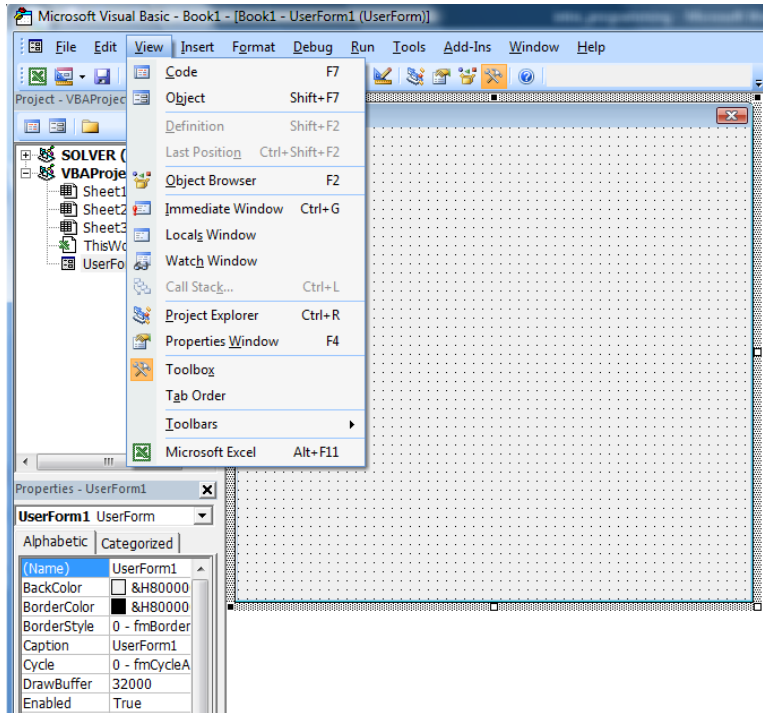 Microsoft Visual Basic - Book1 - [Book1 - UserForm1 (UserForm)]
File Edit View Insert Format Debug Run Tools Add-Ins Window Help
Project - VBAProjec
Code F7
Object Shift+F7
Definition Shift+F2
Last Position Ctrl+Shift+F2
Object Browser F2
Immediate Window Ctrl+G
Locals Window
Watch Window
Call Stack... Ctrl+L
Project Explorer Ctrl+R
Properties Window F4
Toolbox
Tab Order
Toolbars
Microsoft Excel Alt+F11
SOLVER (
VBAProje
Sheet1
Sheet2
Sheet3
ThisWo
UserFo
Properties - UserForm1
UserForm1 UserForm
Alphabetic Categorized
(Name) UserForm1
BackColor &H80000
BorderColor &H80000
BorderStyle 0 - fmBorder
Caption UserForm1
Cycle 0 - fmCycleA
DrawBuffer 32000
Enabled True